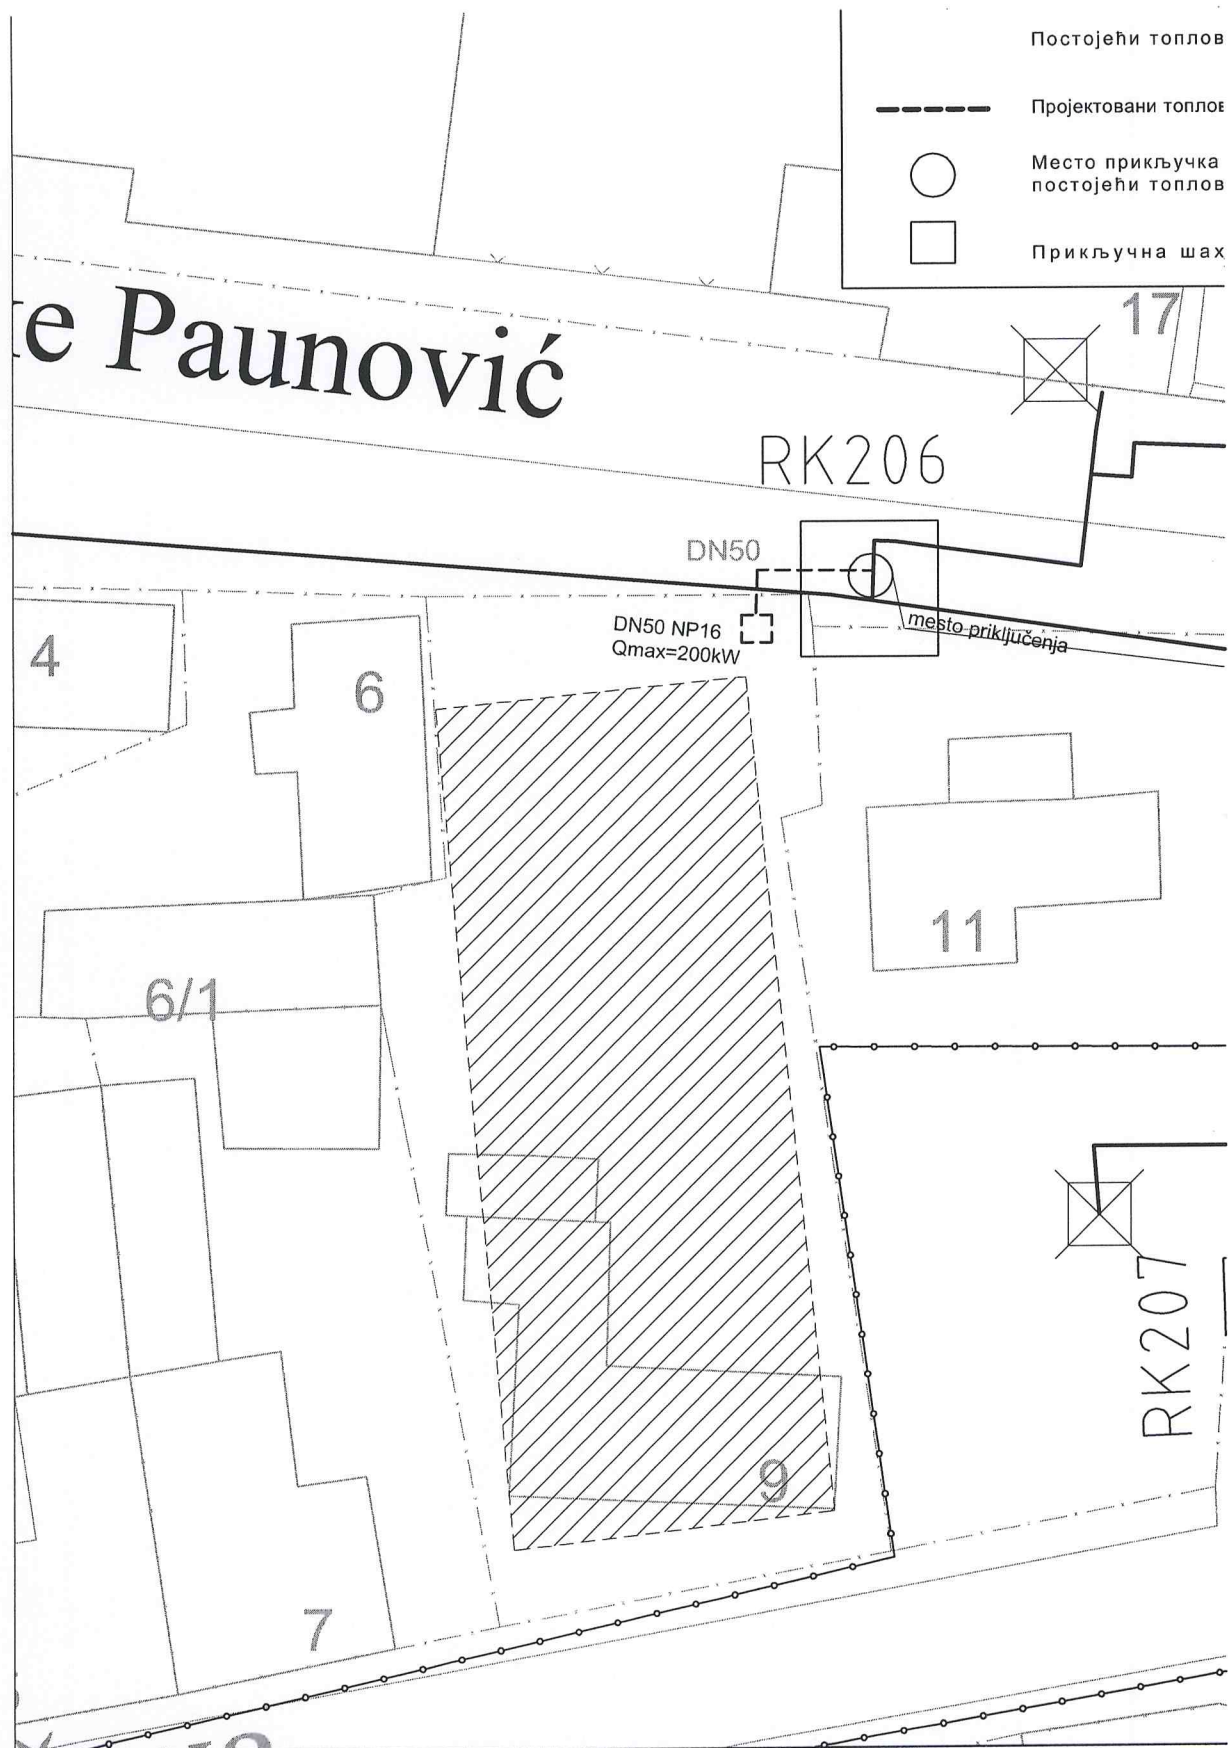 Постојећи топлов
Пројектовани топлов
Место прикључка
постојећи топлов
Прикључна шах
17
ke Paunović
RK206
DN50
DN50 NP16
Qmax=200kW
mesto priključenja
4
6
11
6/1
RK207
9
7